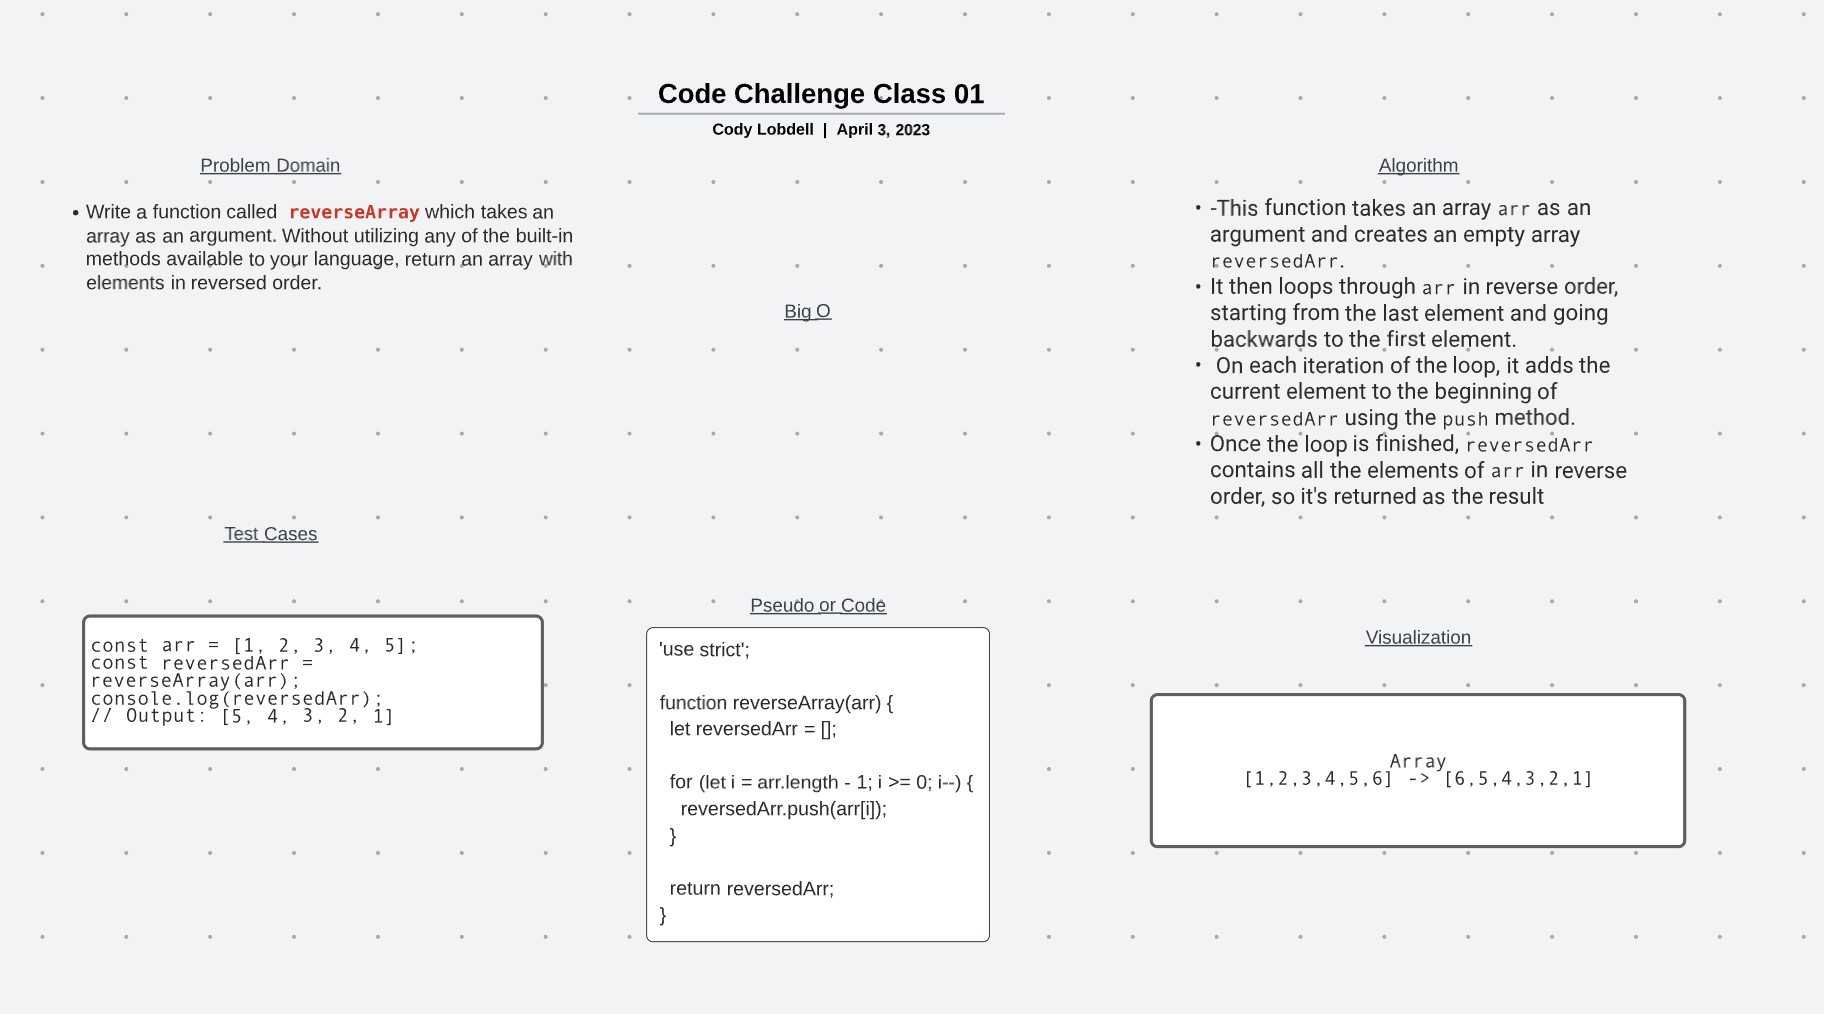 Code Challenge Class 01
Cody Lobdell | April 3, 2023
Problem Domain
• Write a function called reverseArray which takes an
array as an argument. Without utilizing any of the built-in
methods available to your language, return an array with
elements in reversed order.
Big O
Algorithm
• -This function takes an array arr as an
argument and creates an empty array
reversedArr.
• It then loops through arr in reverse order,
starting from the last element and going
backwards to the first element.
• On each iteration of the loop, it adds the
current element to the beginning of
reversedArr using the push method.
• Once the loop is finished, reversedArr
contains all the elements of arr in reverse
order, so it's returned as the result
Test Cases
const arr = [1, 2, 3, 4, 5];
const reversedArr =
reverseArray(arr);
console.log(reversedArr);
// Output: [5, 4, 3, 2, 1]
Pseudo or Code
'use strict';
function reverseArray(arr) {
let reversedArr = [];
for (let i = arr.length - 1; i >= 0; i--) {
reversedArr.push(arr[i]);
}
return reversedArr;
}
Visualization
Array
[1,2,3,4,5,6] -> [6,5,4,3,2,1]